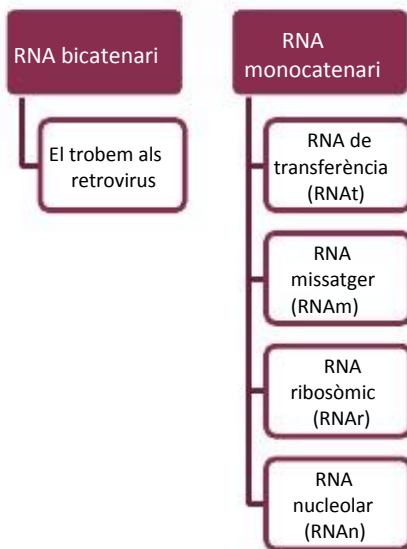 RNA bicatenari
El trobem als
retrovirus
RNA
monocatenari
RNA de
transferència
(RNAt)
RNA
missatger
(RNAm)
RNA
ribosòmic
(RNAr)
RNA
nucleolar
(RNAn)